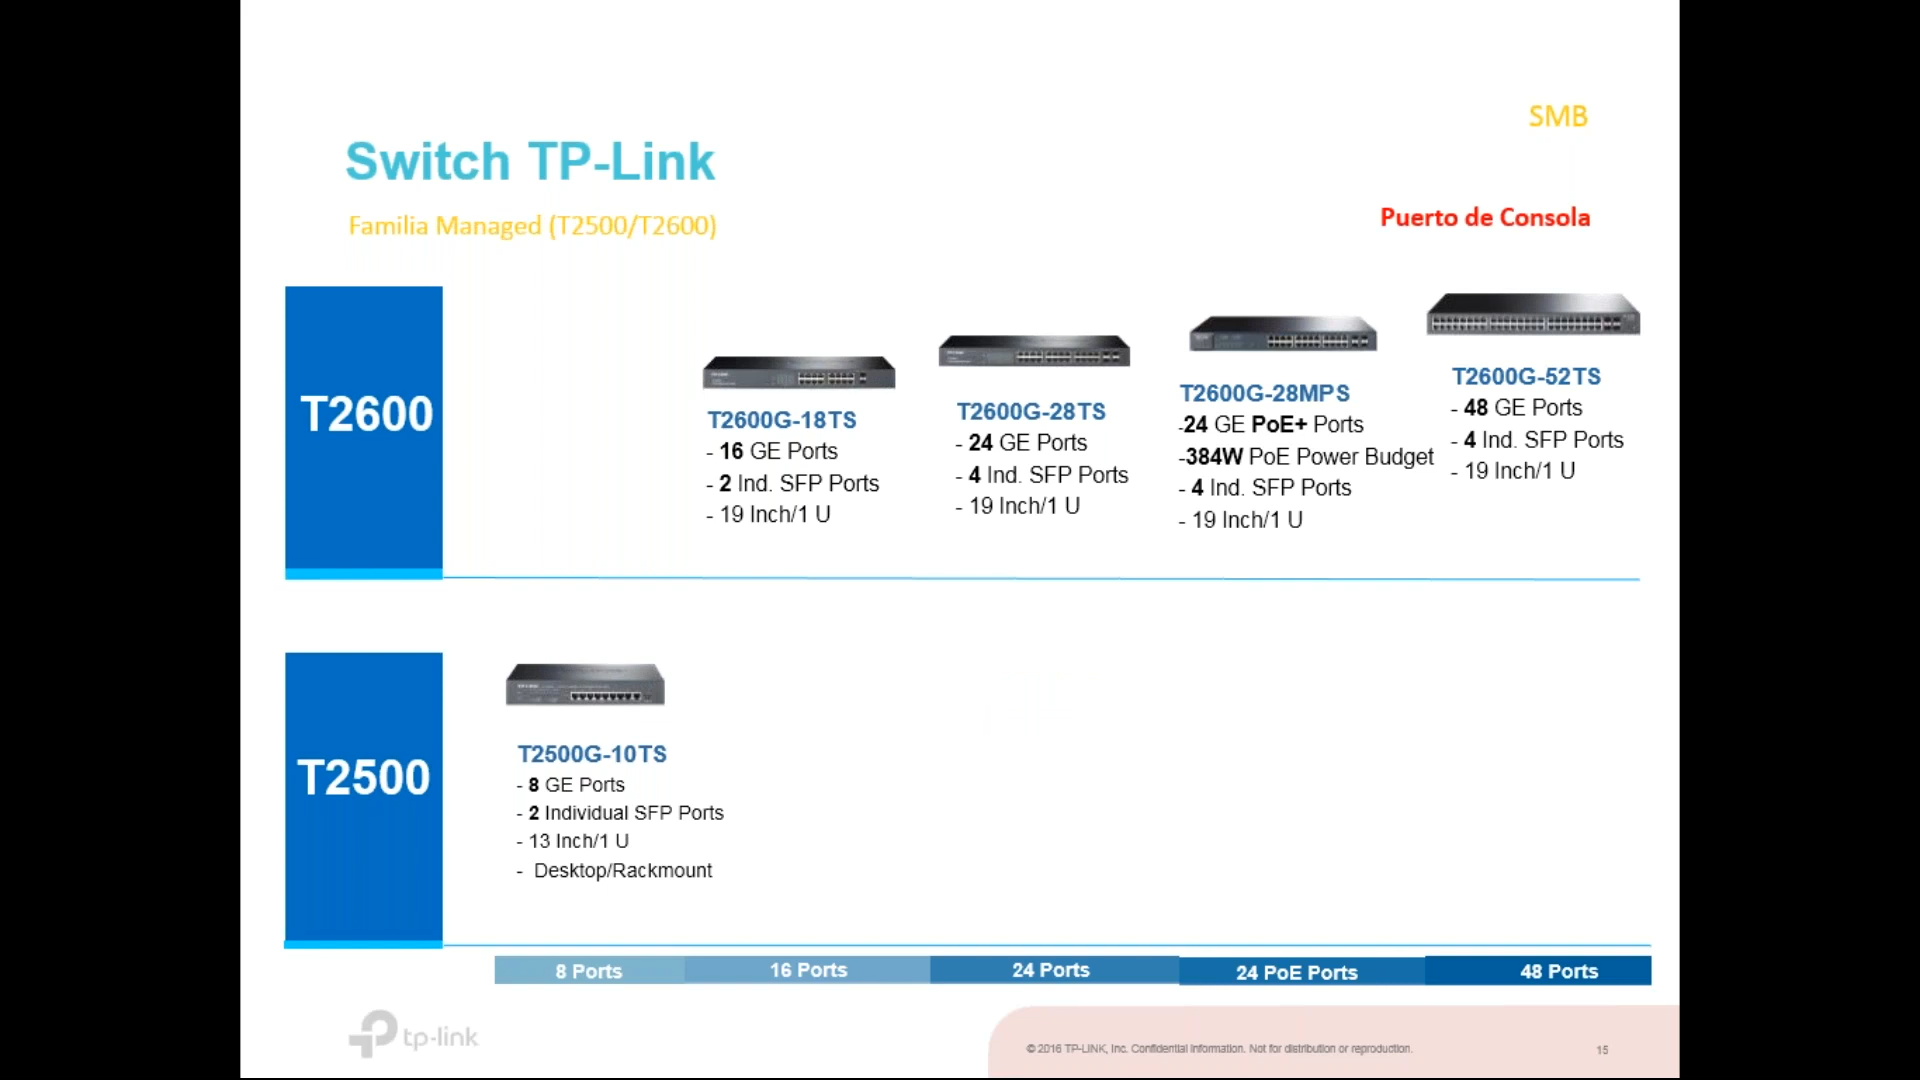 SMB
Switch TP-Link
Familia Managed (T2500/T2600)
Puerto de Consola
T2600
T2600G-18TS
- 16 GE Ports
- 2 Ind. SFP Ports
- 19 Inch/1 U
T2600G-28TS
- 24 GE Ports
- 4 Ind. SFP Ports
- 19 Inch/1 U
T2600G-28MPS
-24 GE PoE+ Ports
-384W PoE Power Budget
- 4 Ind. SFP Ports
- 19 Inch/1 U
T2600G-52TS
- 48 GE Ports
- 4 Ind. SFP Ports
- 19 Inch/1 U
T2500
T2500G-10TS
- 8 GE Ports
- 2 Individual SFP Ports
- 13 Inch/1 U
- Desktop/Rackmount
8 Ports
16 Ports
24 Ports
24 PoE Ports
48 Ports
tp-link
© 2016 TP-LINK, Inc. Confidential Information. Not for distribution or reproduction.
15